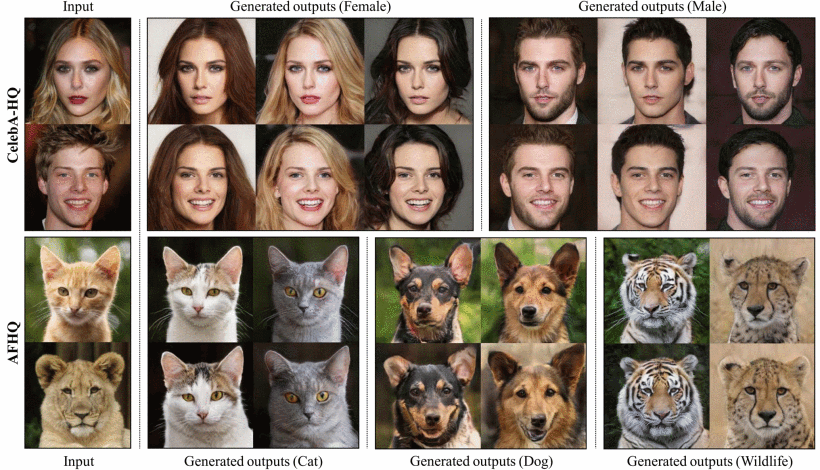 Input
Generated outputs (Female)
Generated outputs (Male)
CelebA-HQ
AFHQ
Input
Generated outputs (Cat)
Generated outputs (Dog)
Generated outputs (Wildlife)